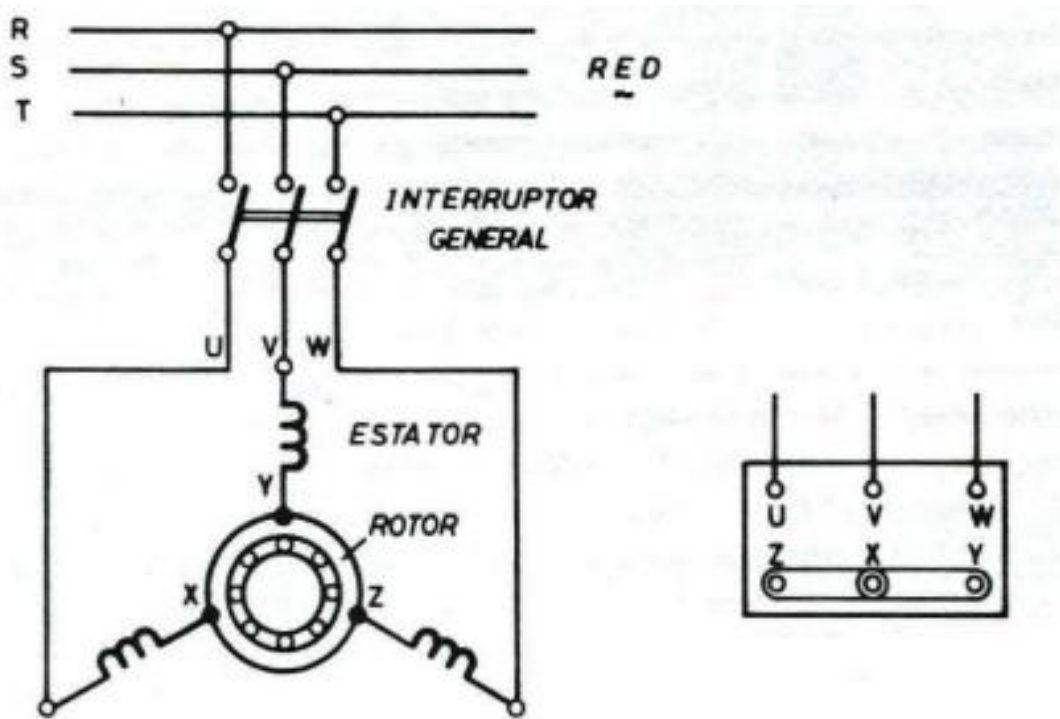 R
S
T
RED
~
INTERRUPTOR
GENERAL
U V W
ESTATOR
Y
ROTOR
X Z
U V W
Z X Y